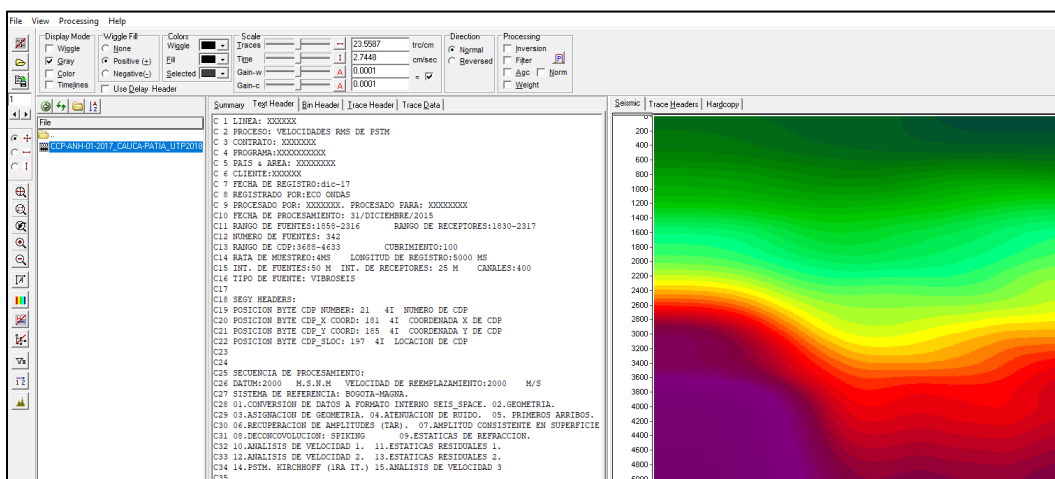 File View Processing Help
Display Mode
Wiggle
Gray
Color
Timelines
Wiggle Fill
None
Positive (+)
Negative(-)
Use Delay Header
Colors
Wiggle
Fill
Selected
Scale
Traces 23.5587 trc/cm
Time 2.7448 cm/sec
Gain-w 0.0001
Gain-c 0.0001
=
Direction
Normal
Reversed
Processing
Inversion
Filter
Agc Norm
Weight
1
File
..
CCP-ANH-01-2017_CAUCA-PATIA_UTP2018
Summary Text Header Bin Header Trace Header Trace Data
C 1 LINEA: XXXXXX
C 2 PROCESO: VELOCIDADES RMS DE PSTM
C 3 CONTRATO: XXXXXXX
C 4 PROGRAMA:XXXXXXXXXX
C 5 PAIS & AREA: XXXXXXXX
C 6 CLIENTE:XXXXXX
C 7 FECHA DE REGISTRO:dic-17
C 8 REGISTRADO POR:ECO ONDAS
C 9 PROCESADO POR: XXXXXXX. PROCESADO PARA: XXXXXXXX
C10 FECHA DE PROCESAMIENTO: 31/DICIEMBRE/2015
C11 RANGO DE FUENTES:1858-2316 RANGO DE RECEPTORES:1830-2317
C12 NUMERO DE FUENTES: 342
C13 RANGO DE CDP:3688-4633 CUBRIMIENTO:100
C14 RATA DE MUESTREO:4MS LONGITUD DE REGISTRO:5000 MS
C15 INT. DE FUENTES:50 M INT. DE RECEPTORES: 25 M CANALES:400
C16 TIPO DE FUENTE: VIBROSEIS
C17
C18 SEGY HEADERS:
C19 POSICION BYTE CDP NUMBER: 21 4I NUMERO DE CDP
C20 POSICION BYTE CDP_X COORD: 181 4I COORDENADA X DE CDP
C21 POSICION BYTE CDP_Y COORD: 185 4I COORDENADA Y DE CDP
C22 POSICION BYTE CDP_SLOC: 197 4I LOCACION DE CDP
C23
C24
C25 SECUENCIA DE PROCESAMIENTO:
C26 DATUM:2000 M.S.N.M VELOCIDAD DE REEMPLAZAMIENTO:2000 M/S
C27 SISTEMA DE REFERENCIA: BOGOTA-MAGNA.
C28 01.CONVERSION DE DATOS A FORMATO INTERNO SEIS_SPACE. 02.GEOMETRIA.
C29 03.ASIGNACION DE GEOMETRIA. 04.ATENUACION DE RUIDO. 05. PRIMEROS ARRIBOS.
C30 06.RECUPERACION DE AMPLITUDES (TAR). 07.AMPLITUD CONSISTENTE EN SUPERFICIE
C31 08.DECONCOVOLUCION: SPIKING 09.ESTATICAS DE REFRACCION.
C32 10.ANALISIS DE VELOCIDAD 1. 11.ESTATICAS RESIDUALES 1.
C33 12.ANALISIS DE VELOCIDAD 2. 13.ESTATICAS RESIDUALES 2.
C34 14.PSTM. KIRCHHOFF (1RA IT.) 15.ANALISIS DE VELOCIDAD 3
C35
Seismic Trace Headers Hardcopy
0
200
400
600
800
1000
1200
1400
1600
1800
2000
2200
2400
2600
2800
3000
3200
3400
3600
3800
4000
4200
4400
4600
4800
5000